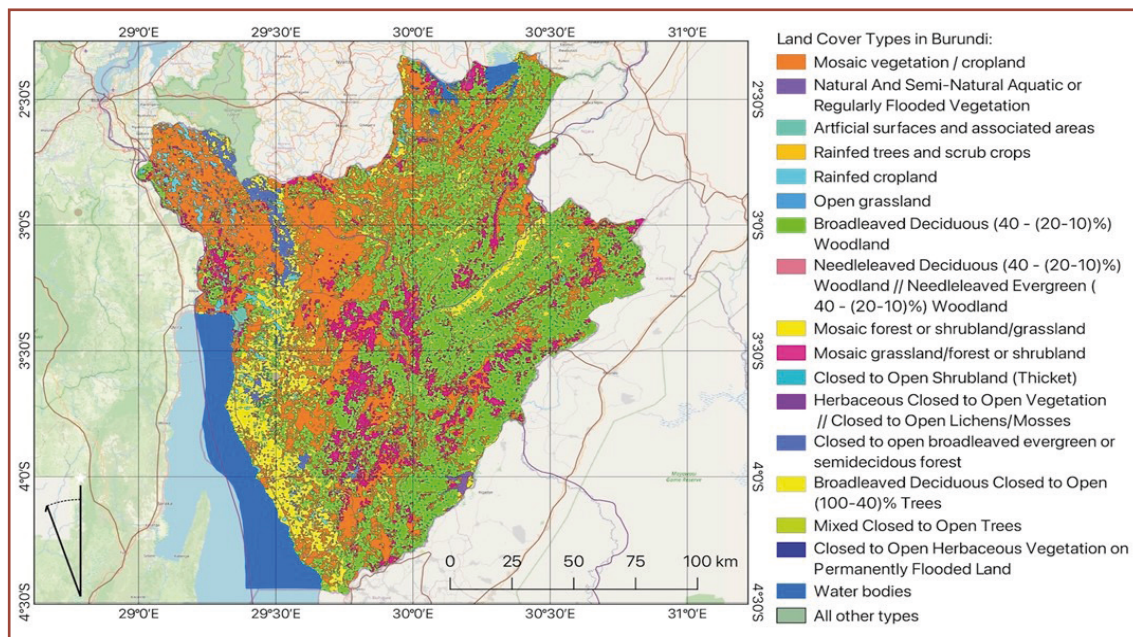 29°0'E 29°30'E 30°00'E 30°30'E 31°0'E
Land Cover Types in Burundi:
Mosaic vegetation / cropland
Natural And Semi-Natural Aquatic or
Regularly Flooded Vegetation
Artficial surfaces and associated areas
Rainfed trees and scrub crops
Rainfed cropland
Open grassland
Broadleaved Deciduous (40 - (20-10)%)
Woodland
Needleleaved Deciduous (40 - (20-10)%)
Woodland // Needleleaved Evergreen (
40 - (20-10)%) Woodland
Mosaic forest or shrubland/grassland
Mosaic grassland/forest or shrubland
Closed to Open Shrubland (Thicket)
Herbaceous Closed to Open Vegetation
// Closed to Open Lichens/Mosses
Closed to open broadleaved evergreen or
semidecidous forest
Broadleaved Deciduous Closed to Open
(100-40)% Trees
Mixed Closed to Open Trees
Closed to Open Herbaceous Vegetation on
Permanently Flooded Land
Water bodies
All other types
2°30'S 2°30'S
3°0'S 3°0'S
3°30'S 3°30'S
4°0'S 4°0'S
4°30'S 4°30'S
0 25 50 75 100 km
29°0'E 29°30'E 30°00'E 30°30'E 31°0'E